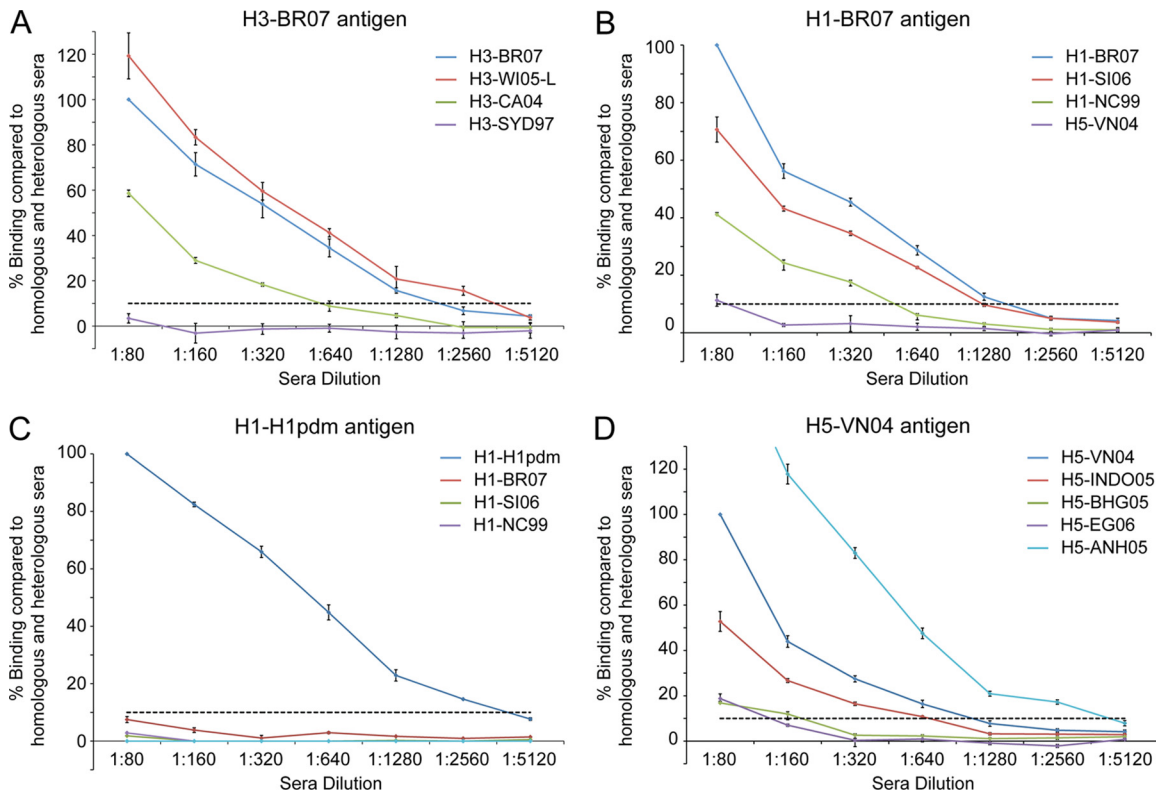 A
H3-BR07 antigen
% Binding compared to
homologous and heterologous sera
120
100
80
60
40
20
0
H3-BR07
H3-WI05-L
H3-CA04
H3-SYD97
1:80 1:160 1:320 1:640 1:1280 1:2560 1:5120
Sera Dilution
B
H1-BR07 antigen
% Binding compared to
homologous and heterologous sera
100
80
60
40
20
0
H1-BR07
H1-SI06
H1-NC99
H5-VN04
1:80 1:160 1:320 1:640 1:1280 1:2560 1:5120
Sera Dilution
C
H1-H1pdm antigen
% Binding compared to
homologous and heterologous sera
100
80
60
40
20
0
H1-H1pdm
H1-BR07
H1-SI06
H1-NC99
1:80 1:160 1:320 1:640 1:1280 1:2560 1:5120
Sera Dilution
D
H5-VN04 antigen
% Binding compared to
homologous and heterologous sera
120
100
80
60
40
20
0
H5-VN04
H5-INDO05
H5-BHG05
H5-EG06
H5-ANH05
1:80 1:160 1:320 1:640 1:1280 1:2560 1:5120
Sera Dilution